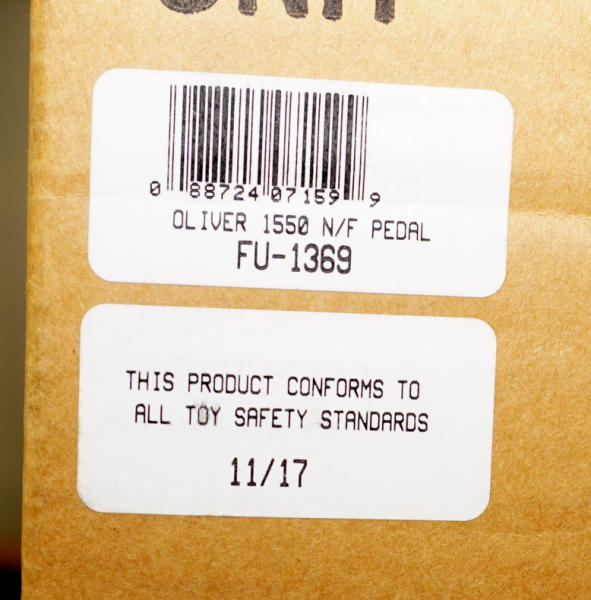 UNIT
0 88724 07159 9
OLIVER 1550 N/F PEDAL
FU-1369
THIS PRODUCT CONFORMS TO
ALL TOY SAFETY STANDARDS
11/17